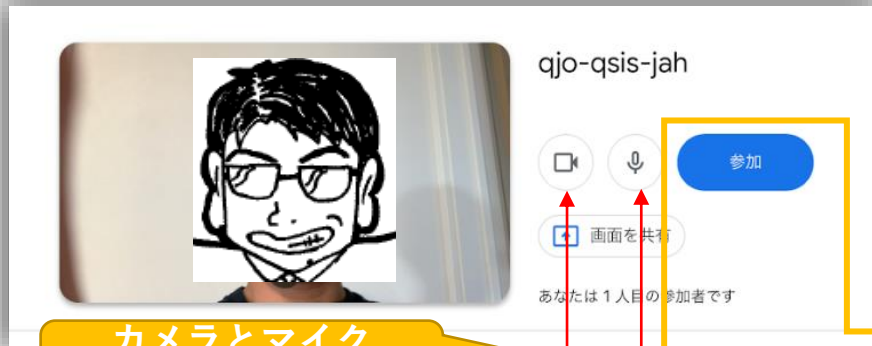 qjo-qsis-jah
参加
画面を共有
あなたは1人目の参加者です
カメラとマイク